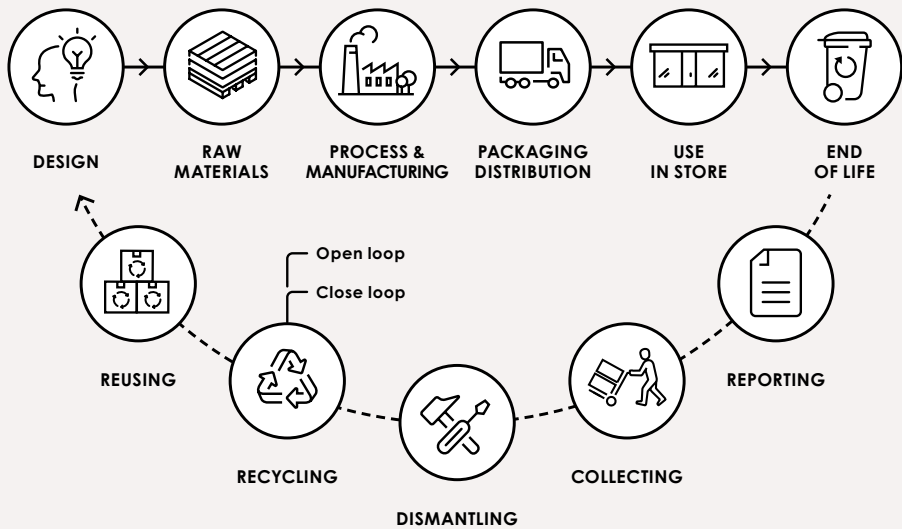 DESIGN
RAW
MATERIALS
PROCESS &
MANUFACTURING
PACKAGING
DISTRIBUTION
USE
IN STORE
END
OF LIFE
Open loop
Close loop
REUSING
REPORTING
RECYCLING
COLLECTING
DISMANTLING